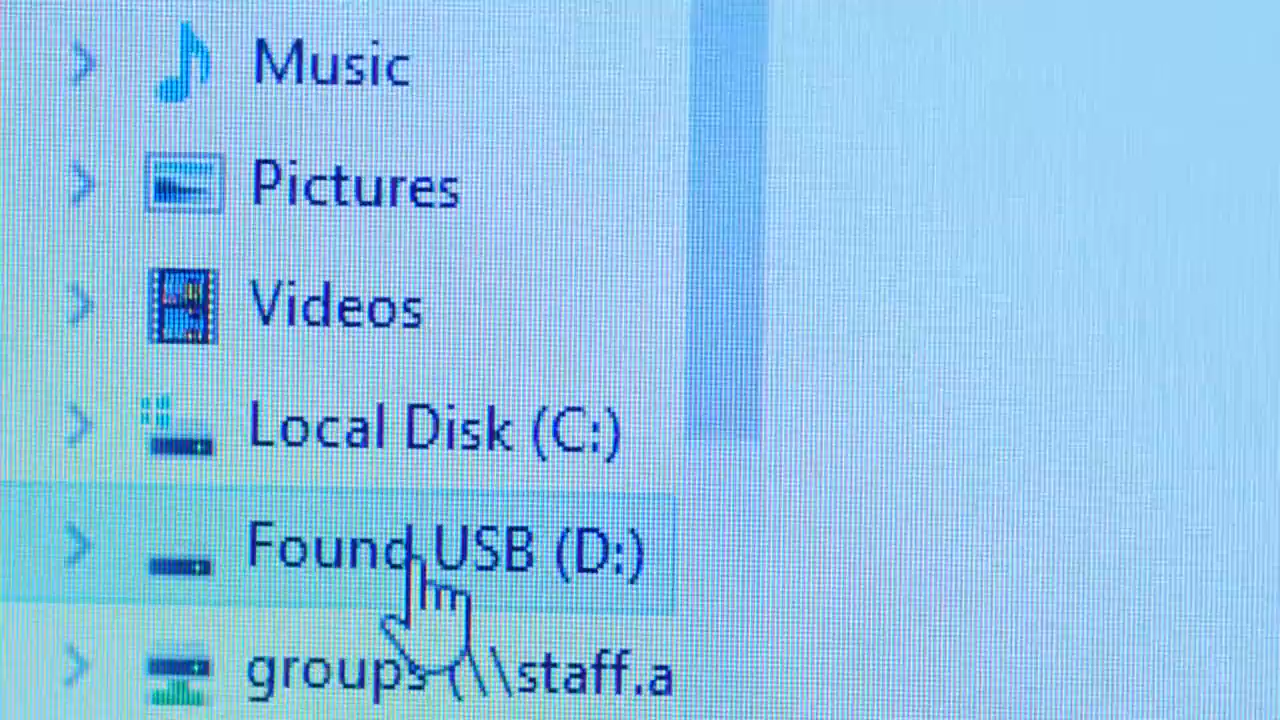 Music
Pictures
Videos
Local Disk (C:)
Found USB (D:)
groups (\\staff.a